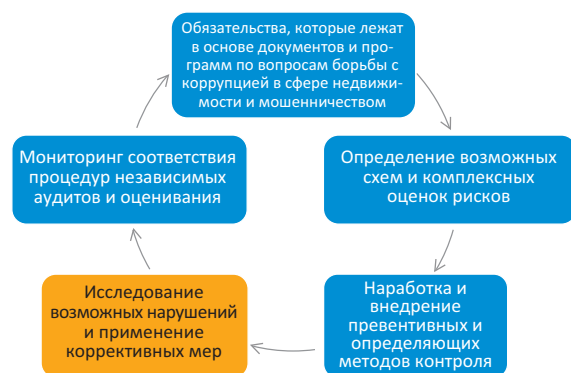 Обязательства, которые лежат
в основе документов и про-
грамм по вопросам борьбы с
коррупцией в сфере недвижи-
мости и мошенничеством
Мониторинг соответствия
процедур независимых
аудитов и оценивания
Определение возможных
схем и комплексных
оценок рисков
Исследование
возможных нарушений
и применение
коррективных мер
Наработка и
внедрение
превентивных и
определяющих
методов контроля